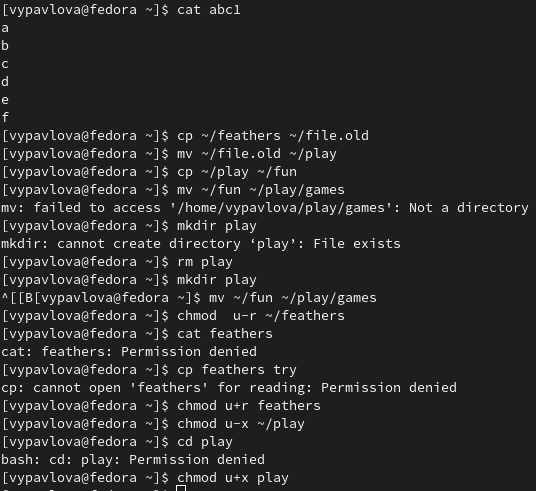 [vypavlova@fedora ~]$ cat abc1
a
b
c
d
e
f
[vypavlova@fedora ~]$ cp ~/feathers ~/file.old
[vypavlova@fedora ~]$ mv ~/file.old ~/play
[vypavlova@fedora ~]$ cp ~/play ~/fun
[vypavlova@fedora ~]$ mv ~/fun ~/play/games
mv: failed to access '/home/vypavlova/play/games': Not a directory
[vypavlova@fedora ~]$ mkdir play
mkdir: cannot create directory ‘play’: File exists
[vypavlova@fedora ~]$ rm play
[vypavlova@fedora ~]$ mkdir play
^[[B[vypavlova@fedora ~]$ mv ~/fun ~/play/games
[vypavlova@fedora ~]$ chmod  u-r ~/feathers
[vypavlova@fedora ~]$ cat feathers
cat: feathers: Permission denied
[vypavlova@fedora ~]$ cp feathers try
cp: cannot open 'feathers' for reading: Permission denied
[vypavlova@fedora ~]$ chmod u+r feathers
[vypavlova@fedora ~]$ chmod u-x ~/play
[vypavlova@fedora ~]$ cd play
bash: cd: play: Permission denied
[vypavlova@fedora ~]$ chmod u+x play